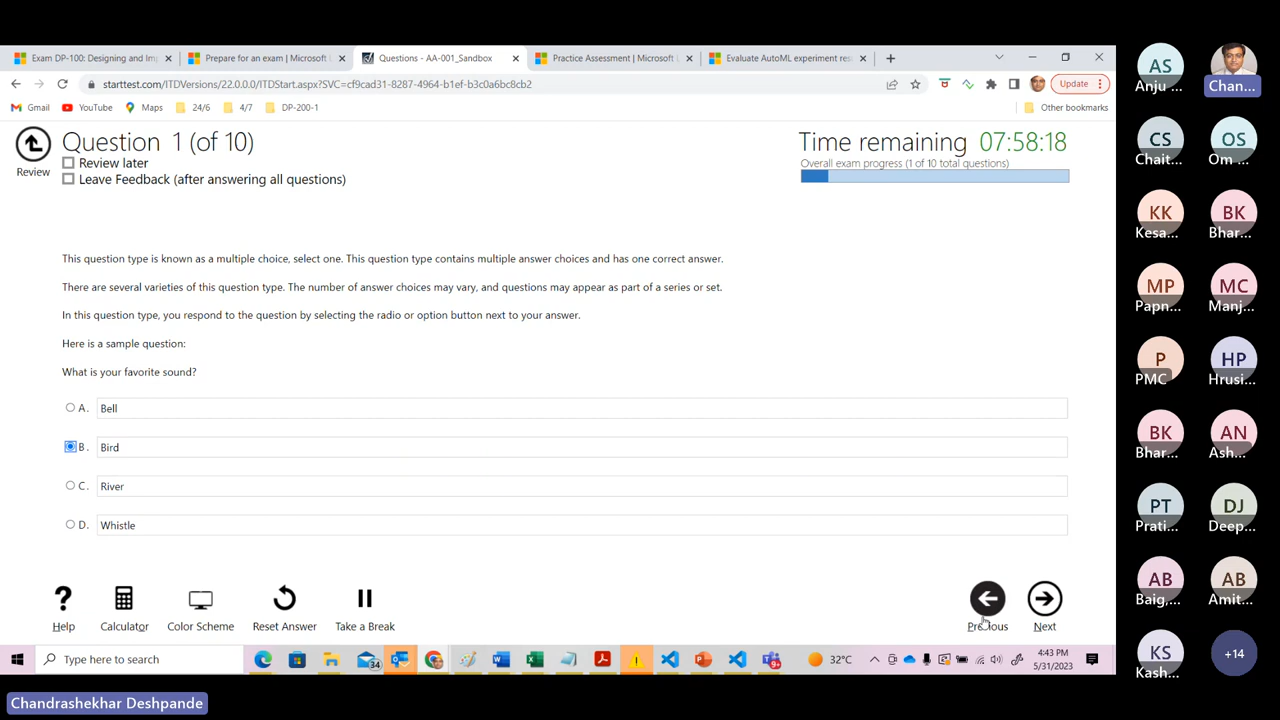 Exam DP-100: Designing and Im
Prepare for an exam | Microsoft
Questions - AA-001_Sandbox
Practice Assessment | Microsoft
Evaluate AutoML experiment res
starttest.com/ITDVersions/22.0.0.0/ITDStart.aspx?SVC=cf9cad31-8287-4964-b1ef-b3c0a6bc8cb2
Update
Gmail
YouTube
Maps
24/6
4/7
DP-200-1
Other bookmarks
Review
Question 1 (of 10)
Review later
Leave Feedback (after answering all questions)
Time remaining 07:58:18
Overall exam progress (1 of 10 total questions)
This question type is known as a multiple choice, select one. This question type contains multiple answer choices and has one correct answer.
There are several varieties of this question type. The number of answer choices may vary, and questions may appear as part of a series or set.
In this question type, you respond to the question by selecting the radio or option button next to your answer.
Here is a sample question:
What is your favorite sound?
A. Bell
B. Bird
C. River
D. Whistle
Help
Calculator
Color Scheme
Reset Answer
Take a Break
Previous
Next
Type here to search
34
9+
32°C
4:43 PM
5/31/2023
AS
Anju ...
Chan...
CS
Chait...
OS
Om ...
KK
Kesa...
BK
Bhar...
MP
Papn...
MC
Manj...
P
PMC
HP
Hrusi...
BK
Bhar...
AN
Ash...
PT
Prati...
DJ
Deep...
AB
Baig,...
AB
Amit...
KS
Kash...
+14
Chandrashekhar Deshpande